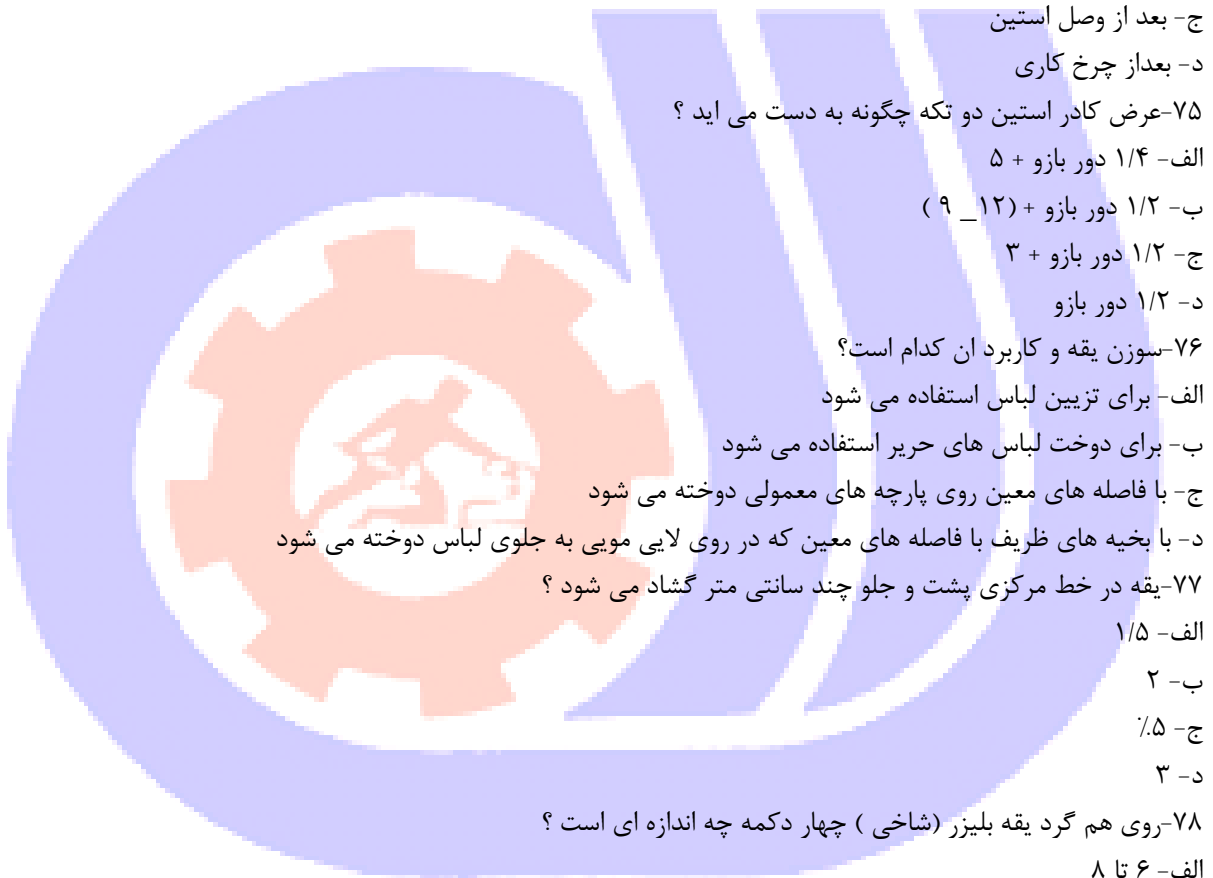 ج- بعد از وصل استین
د- بعداز چرخ کاری
۷۵-عرض کادر استین دو تکه چگونه به دست می اید ؟
الف- ۱/۴ دور بازو + ۵
ب- ۱/۲ دور بازو + (۱۲_ ۹ )
ج- ۱/۲ دور بازو + ۳
د- ۱/۲ دور بازو
۷۶-سوزن یقه و کاربرد ان کدام است؟
الف- برای تزیین لباس استفاده می شود
ب- برای دوخت لباس های حریر استفاده می شود
ج- با فاصله های معین روی پارچه های معمولی دوخته می شود
د- با بخیه های ظریف با فاصله های معین که در روی لایی مویی به جلوی لباس دوخته می شود
۷۷-یقه در خط مرکزی پشت و جلو چند سانتی متر گشاد می شود ؟
الف- ۱/۵
ب- ۲
ج- ۵٪
د- ۳
۷۸-روی هم گرد یقه بلیزر (شاخی ) چهار دکمه چه اندازه ای است ؟
الف- ۶ تا ۸